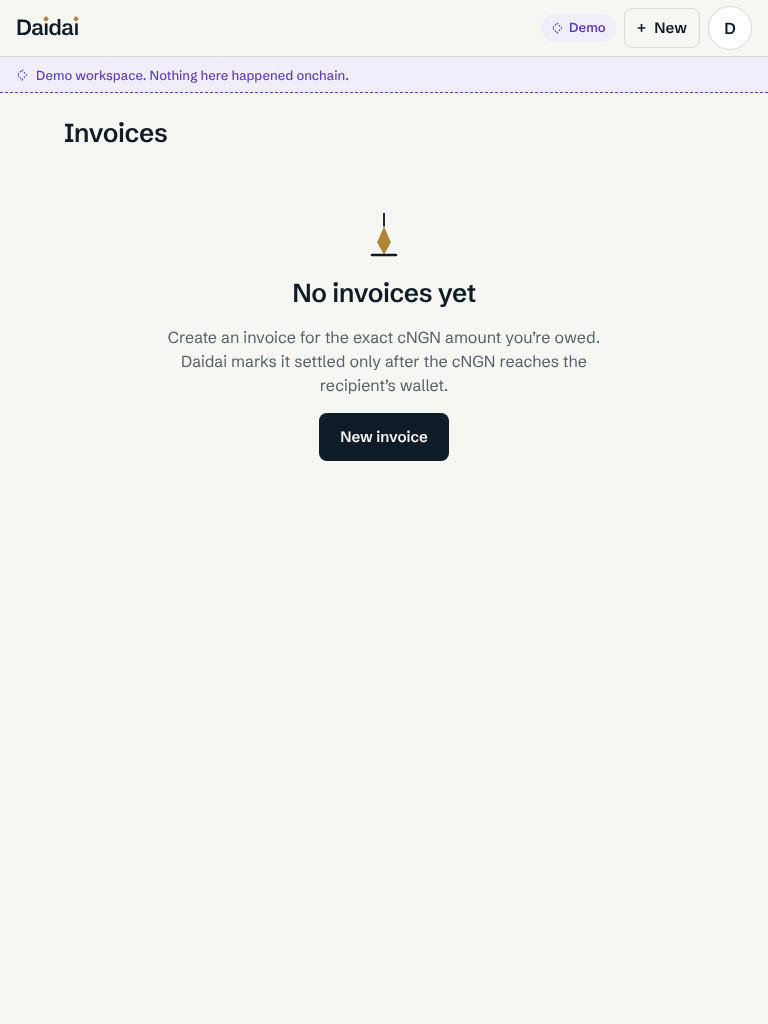 Daidai
Demo
+ New
D
Demo workspace. Nothing here happened onchain.
Invoices
No invoices yet
Create an invoice for the exact cNGN amount you’re owed.
Daidai marks it settled only after the cNGN reaches the
recipient’s wallet.
New invoice